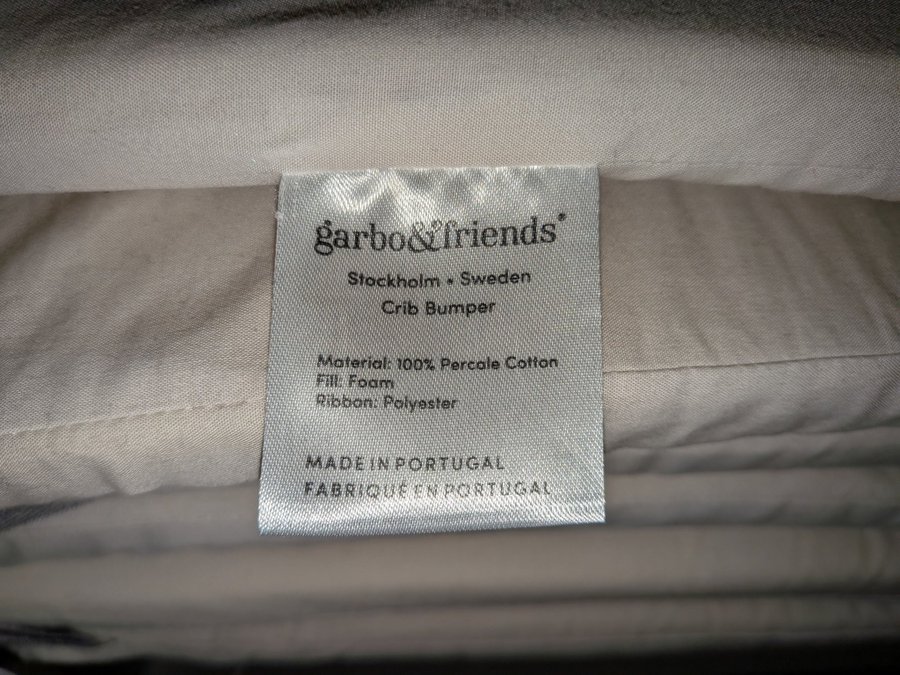 garbo&friends®
Stockholm • Sweden
Crib Bumper
Material: 100% Percale Cotton
Fill: Foam
Ribbon: Polyester
MADE IN PORTUGAL
FABRIQUÉ EN PORTUGAL